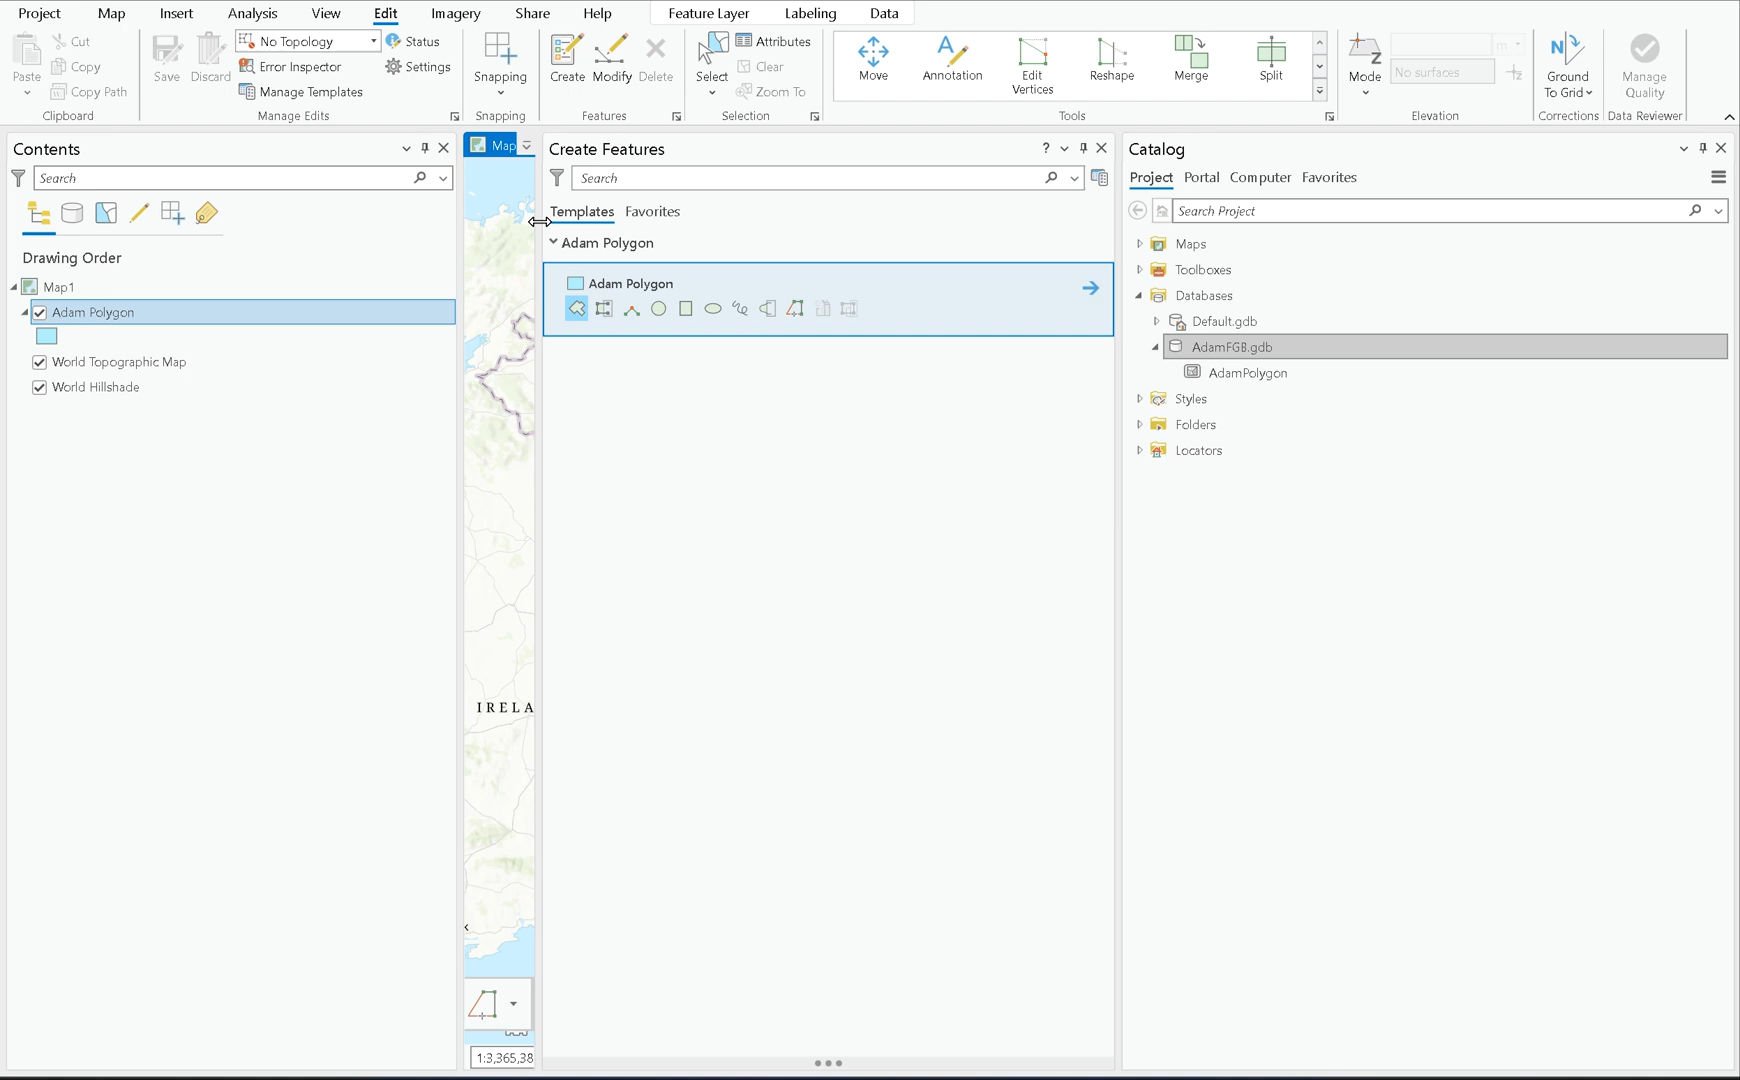 Project Map Insert Analysis View Edit Imagery Share Help Feature Layer Labeling Data
Paste
Cut
Copy
Copy Path
Clipboard
Save
Discard
No Topology
Error Inspector
Manage Templates
Status
Settings
Manage Edits
Snapping
Snapping
Create
Modify
Delete
Features
Select
Attributes
Clear
Zoom To
Selection
Move
Annotation
Edit
Vertices
Reshape
Merge
Split
Tools
Mode
m
No surfaces
Elevation
Ground
To Grid
Corrections
Manage
Quality
Data Reviewer
Contents
Search
Drawing Order
Map1
Adam Polygon
World Topographic Map
World Hillshade
Map
IRELA
1:3,365,38
Create Features
?
Search
Templates Favorites
Adam Polygon
Adam Polygon
Catalog
Project Portal Computer Favorites
Search Project
Maps
Toolboxes
Databases
Default.gdb
AdamFGB.gdb
AdamPolygon
Styles
Folders
Locators